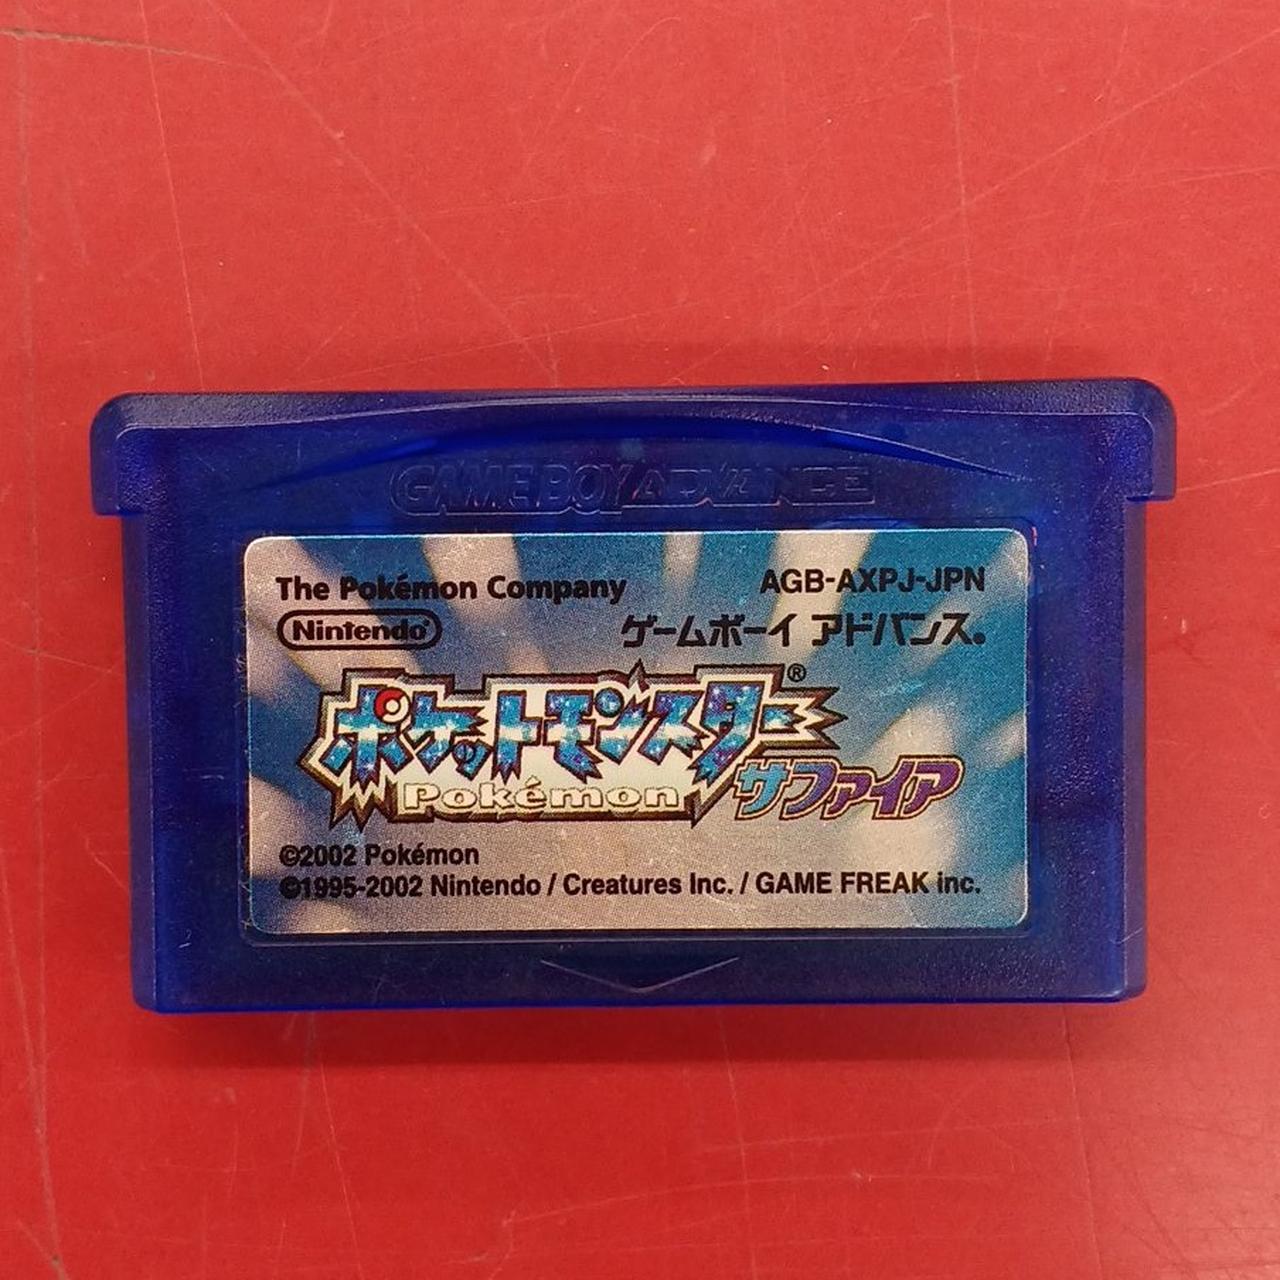 GAME BOY ADVANCE
The Pokémon Company
AGB-AXPJ-JPN
Nintendo®
ゲームボーイ アドバンス®
ポケットモンスター®
Pokémon
サファイア
©2002 Pokémon
©1995-2002 Nintendo / Creatures Inc. / GAME FREAK inc.